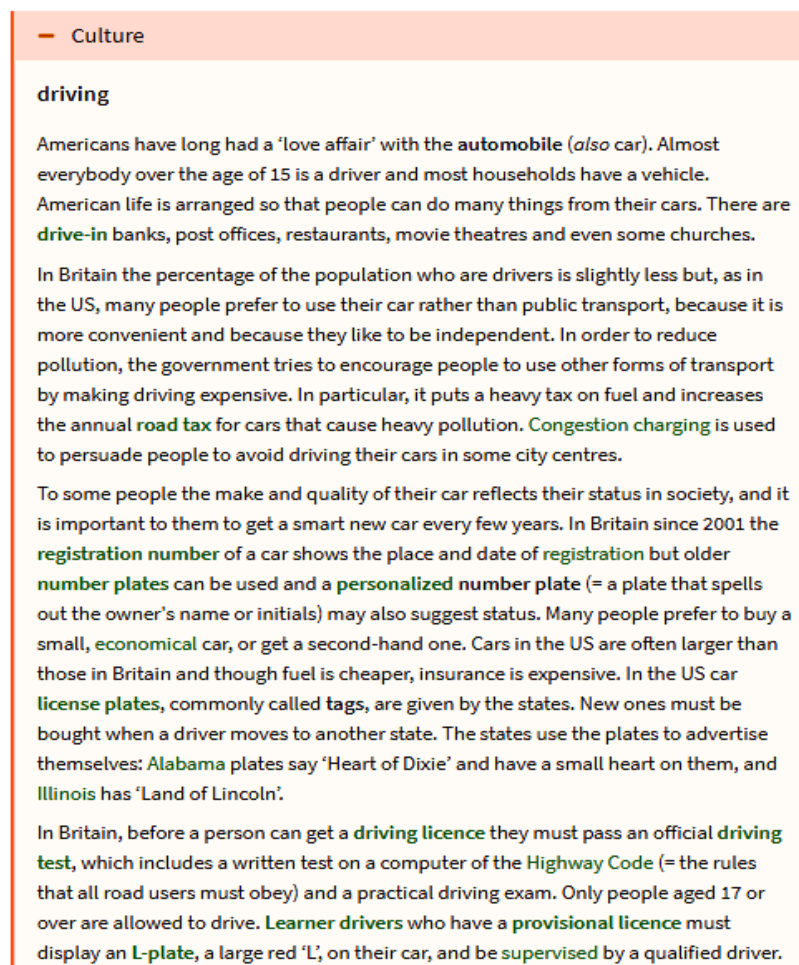 – Culture
driving
Americans have long had a ‘love affair’ with the automobile (also car). Almost
everybody over the age of 15 is a driver and most households have a vehicle.
American life is arranged so that people can do many things from their cars. There are
drive-in banks, post offices, restaurants, movie theatres and even some churches.
In Britain the percentage of the population who are drivers is slightly less but, as in
the US, many people prefer to use their car rather than public transport, because it is
more convenient and because they like to be independent. In order to reduce
pollution, the government tries to encourage people to use other forms of transport
by making driving expensive. In particular, it puts a heavy tax on fuel and increases
the annual road tax for cars that cause heavy pollution. Congestion charging is used
to persuade people to avoid driving their cars in some city centres.
To some people the make and quality of their car reflects their status in society, and it
is important to them to get a smart new car every few years. In Britain since 2001 the
registration number of a car shows the place and date of registration but older
number plates can be used and a personalized number plate (= a plate that spells
out the owner's name or initials) may also suggest status. Many people prefer to buy a
small, economical car, or get a second-hand one. Cars in the US are often larger than
those in Britain and though fuel is cheaper, insurance is expensive. In the US car
license plates, commonly called tags, are given by the states. New ones must be
bought when a driver moves to another state. The states use the plates to advertise
themselves: Alabama plates say ‘Heart of Dixie’ and have a small heart on them, and
Illinois has ‘Land of Lincoln’.
In Britain, before a person can get a driving licence they must pass an official driving
test, which includes a written test on a computer of the Highway Code (= the rules
that all road users must obey) and a practical driving exam. Only people aged 17 or
over are allowed to drive. Learner drivers who have a provisional licence must
display an L-plate, a large red ‘L’, on their car, and be supervised by a qualified driver.